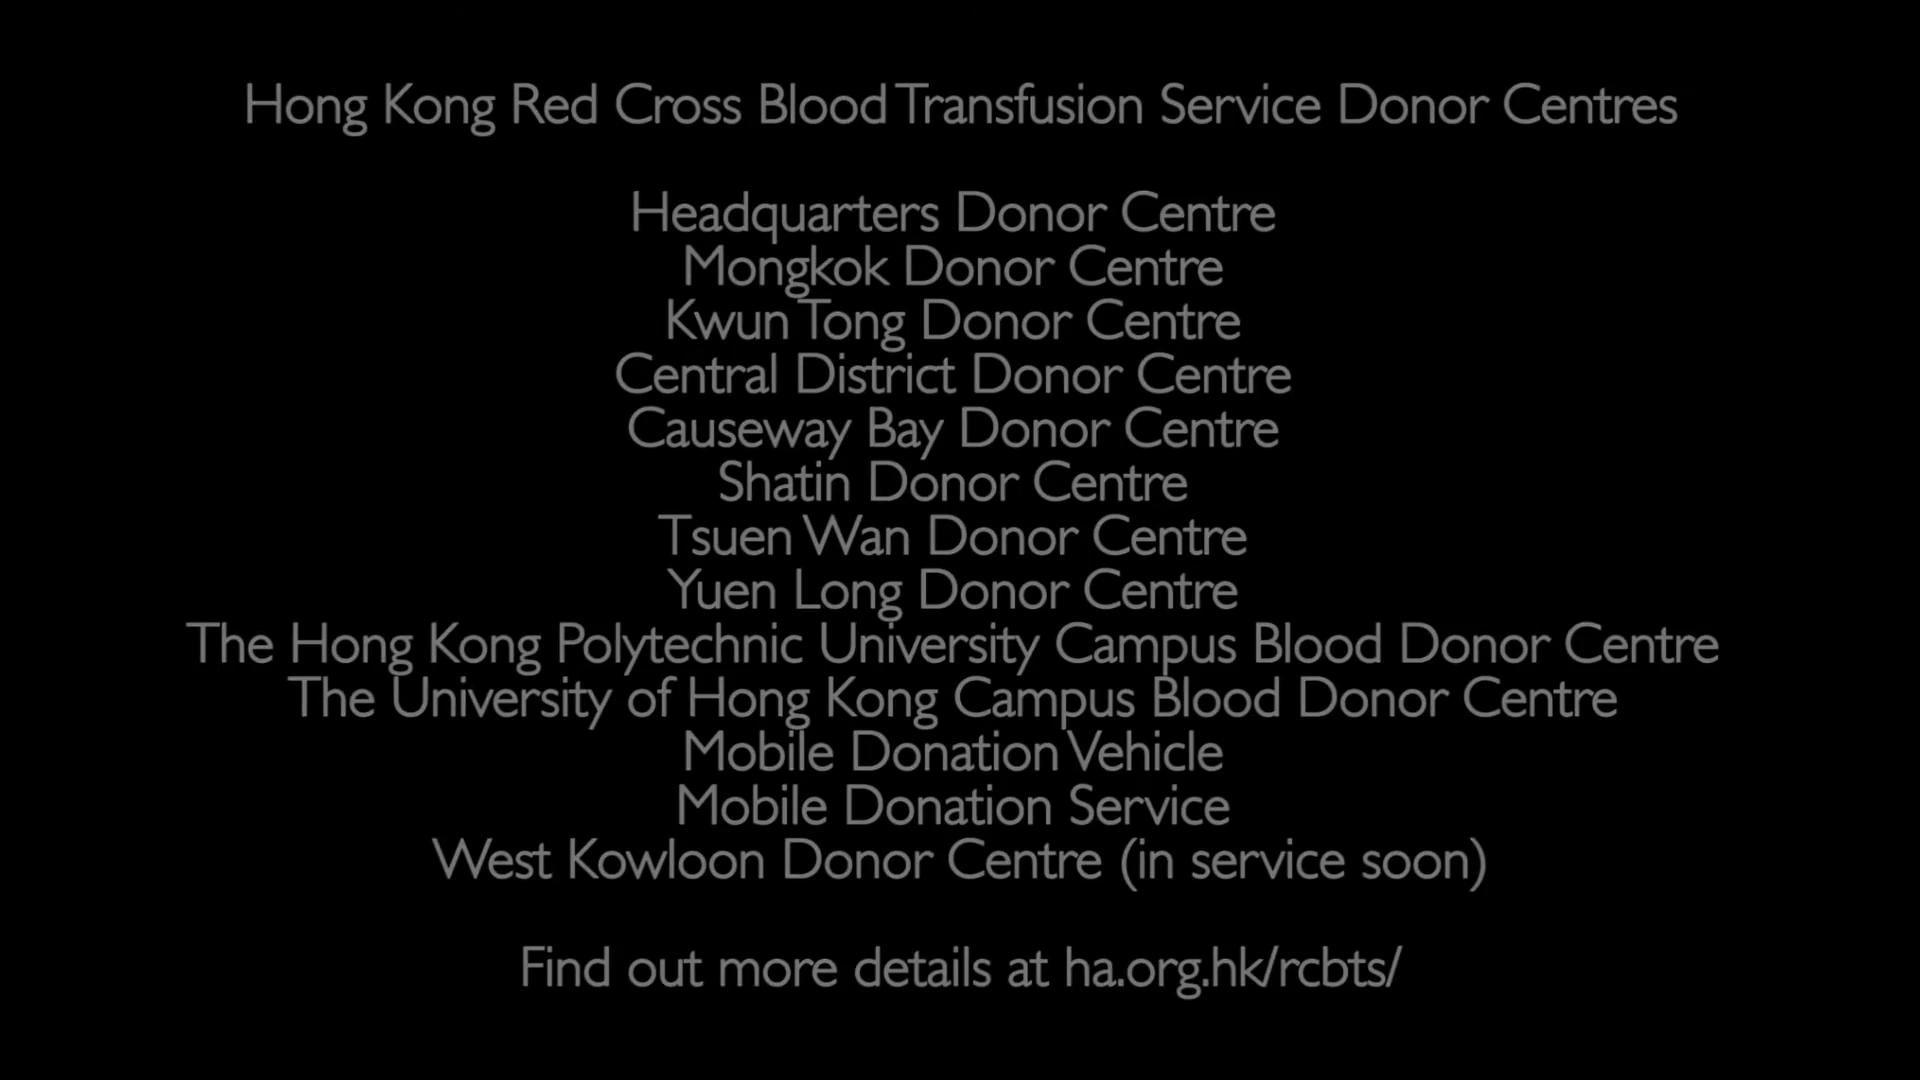 Hong Kong Red Cross Blood Transfusion Service Donor Centres
Headquarters Donor Centre
Mongkok Donor Centre
Kwun Tong Donor Centre
Central District Donor Centre
Causeway Bay Donor Centre
Shatin Donor Centre
Tsuen Wan Donor Centre
Yuen Long Donor Centre
The Hong Kong Polytechnic University Campus Blood Donor Centre
The University of Hong Kong Campus Blood Donor Centre
Mobile Donation Vehicle
Mobile Donation Service
West Kowloon Donor Centre (in service soon)
Find out more details at ha.org.hk/rcbts/